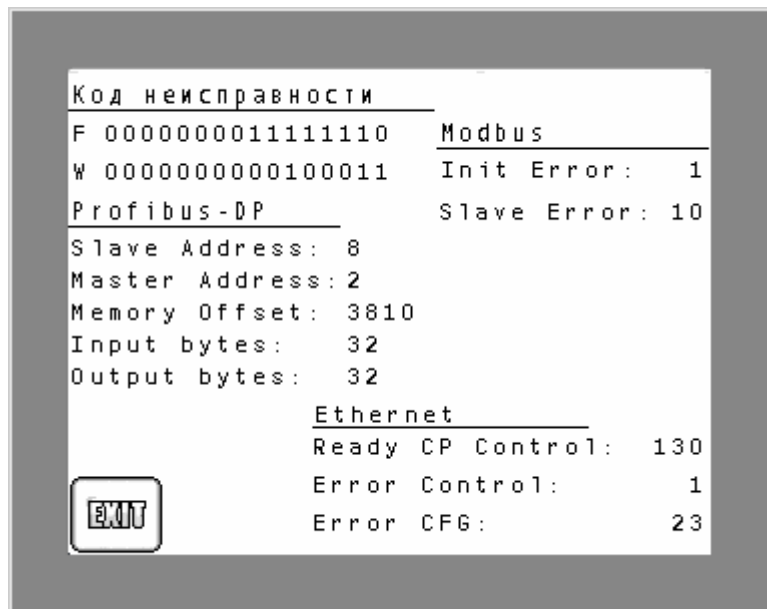 Код неисправности
F 0000000011111110
W 0000000000100011
Modbus
Init Error: 1
Slave Error: 10
Profibus-DP
Slave Address: 8
Master Address: 2
Memory Offset: 3810
Input bytes: 32
Output bytes: 32
Ethernet
Ready CP Control: 130
Error Control: 1
Error CFG: 23
EXIT